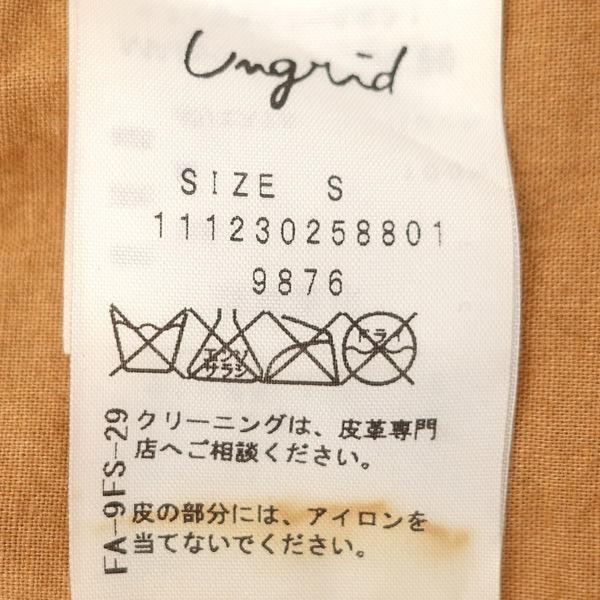 Ungrid
SIZE S
111230258801
9876
エンソ
サラシ
ドライ
クリーニングは、皮革専門
店へご相談ください。
皮の部分には、アイロンを
当てないでください。
FA-9FS-29